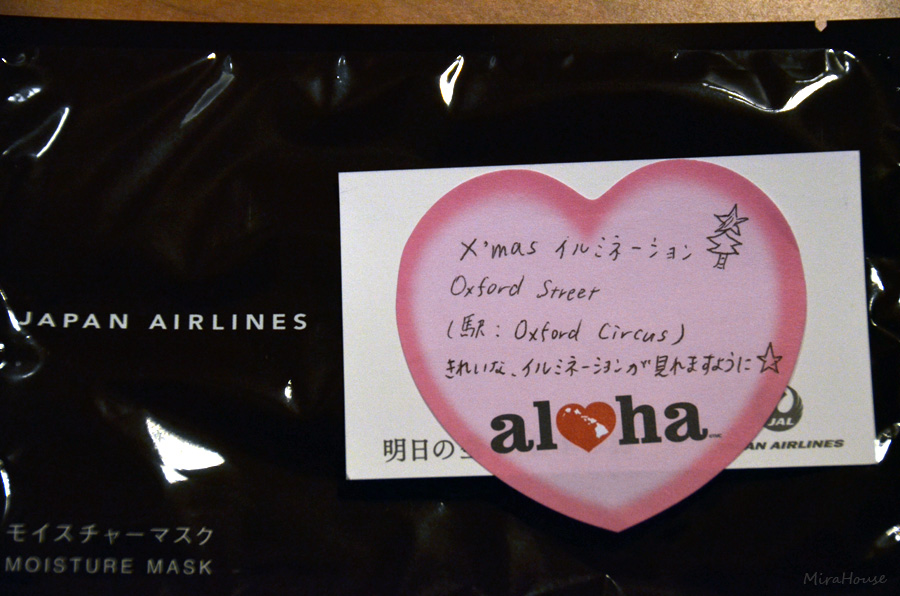 X'mas イルミネーション
Oxford Street
(駅: Oxford Circus)
きれいな、イルミネーションが見れますように☆
aloha
明日の
JAL
AN AIRLINES
JAPAN AIRLINES
モイスチャーマスク
MOISTURE MASK
MiraHouse